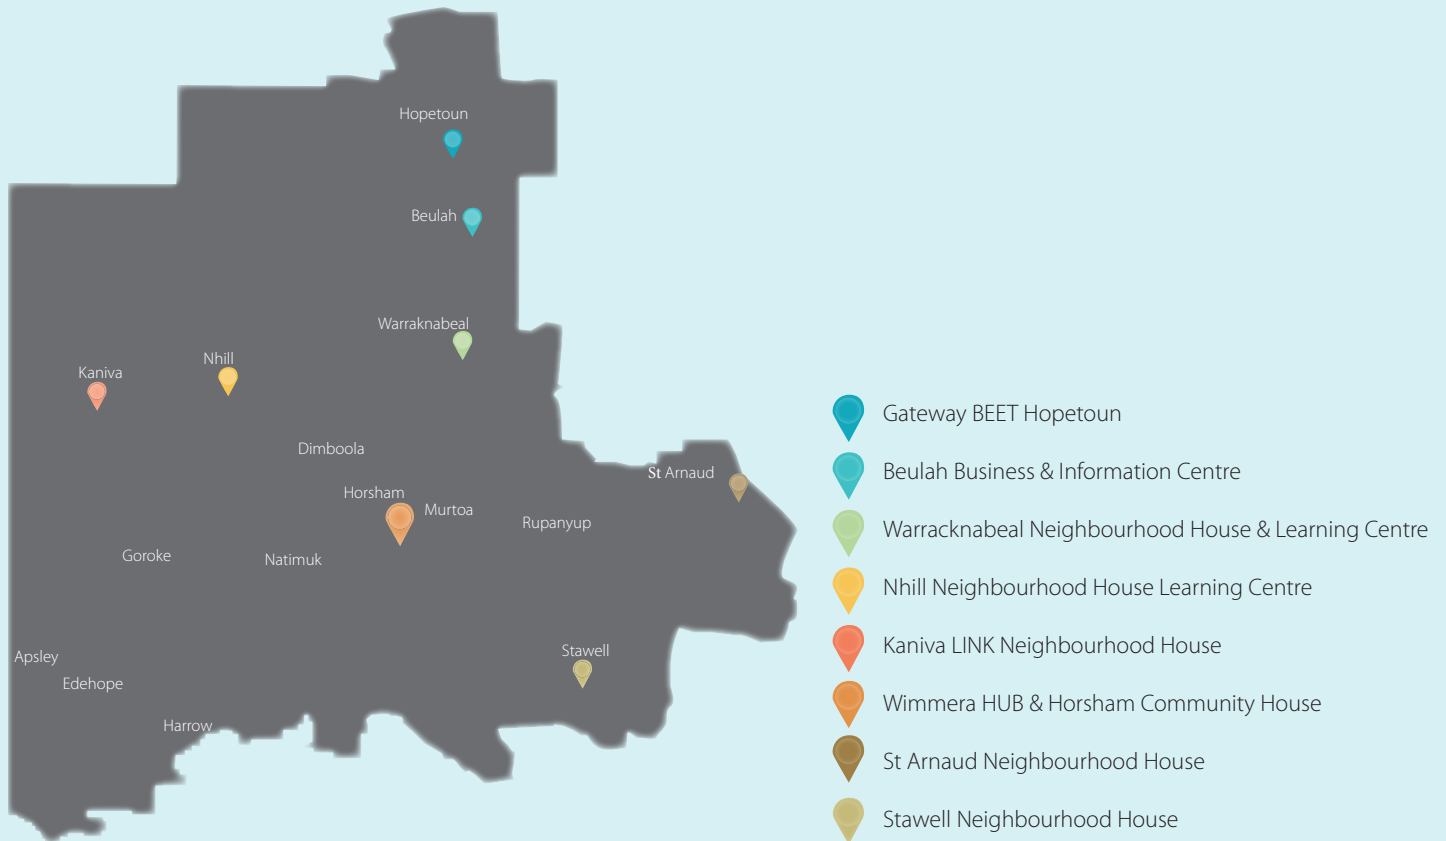 Hopetoun
Beulah
Warraknabeal
Nhill
Kaniva
Dimboola
St Arnaud
Horsham
Murtoa
Rupanyup
Goroke
Natimuk
Stawell
Apsley
Edehope
Harrow
Gateway BEET Hopetoun
Beulah Business & Information Centre
Warracknabeal Neighbourhood House & Learning Centre
Nhill Neighbourhood House Learning Centre
Kaniva LINK Neighbourhood House
Wimmera HUB & Horsham Community House
St Arnaud Neighbourhood House
Stawell Neighbourhood House